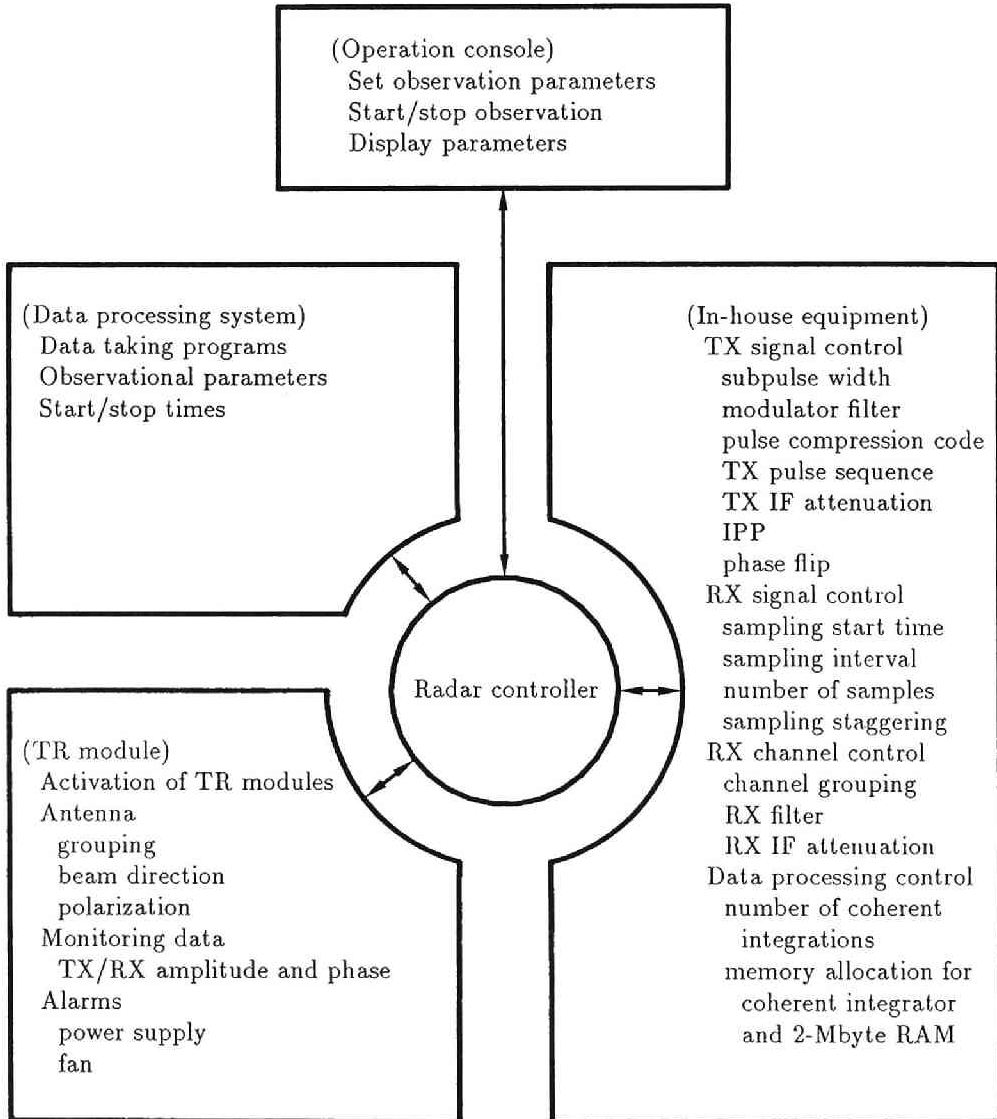 (Operation console)
Set observation parameters
Start/stop observation
Display parameters
(Data processing system)
Data taking programs
Observational parameters
Start/stop times
(In-house equipment)
TX signal control
subpulse width
modulator filter
pulse compression code
TX pulse sequence
TX IF attenuation
IPP
phase flip
RX signal control
sampling start time
sampling interval
number of samples
sampling staggering
RX channel control
channel grouping
RX filter
RX IF attenuation
Data processing control
number of coherent
integrations
memory allocation for
coherent integrator
and 2-Mbyte RAM
Radar controller
(TR module)
Activation of TR modules
Antenna
grouping
beam direction
polarization
Monitoring data
TX/RX amplitude and phase
Alarms
power supply
fan